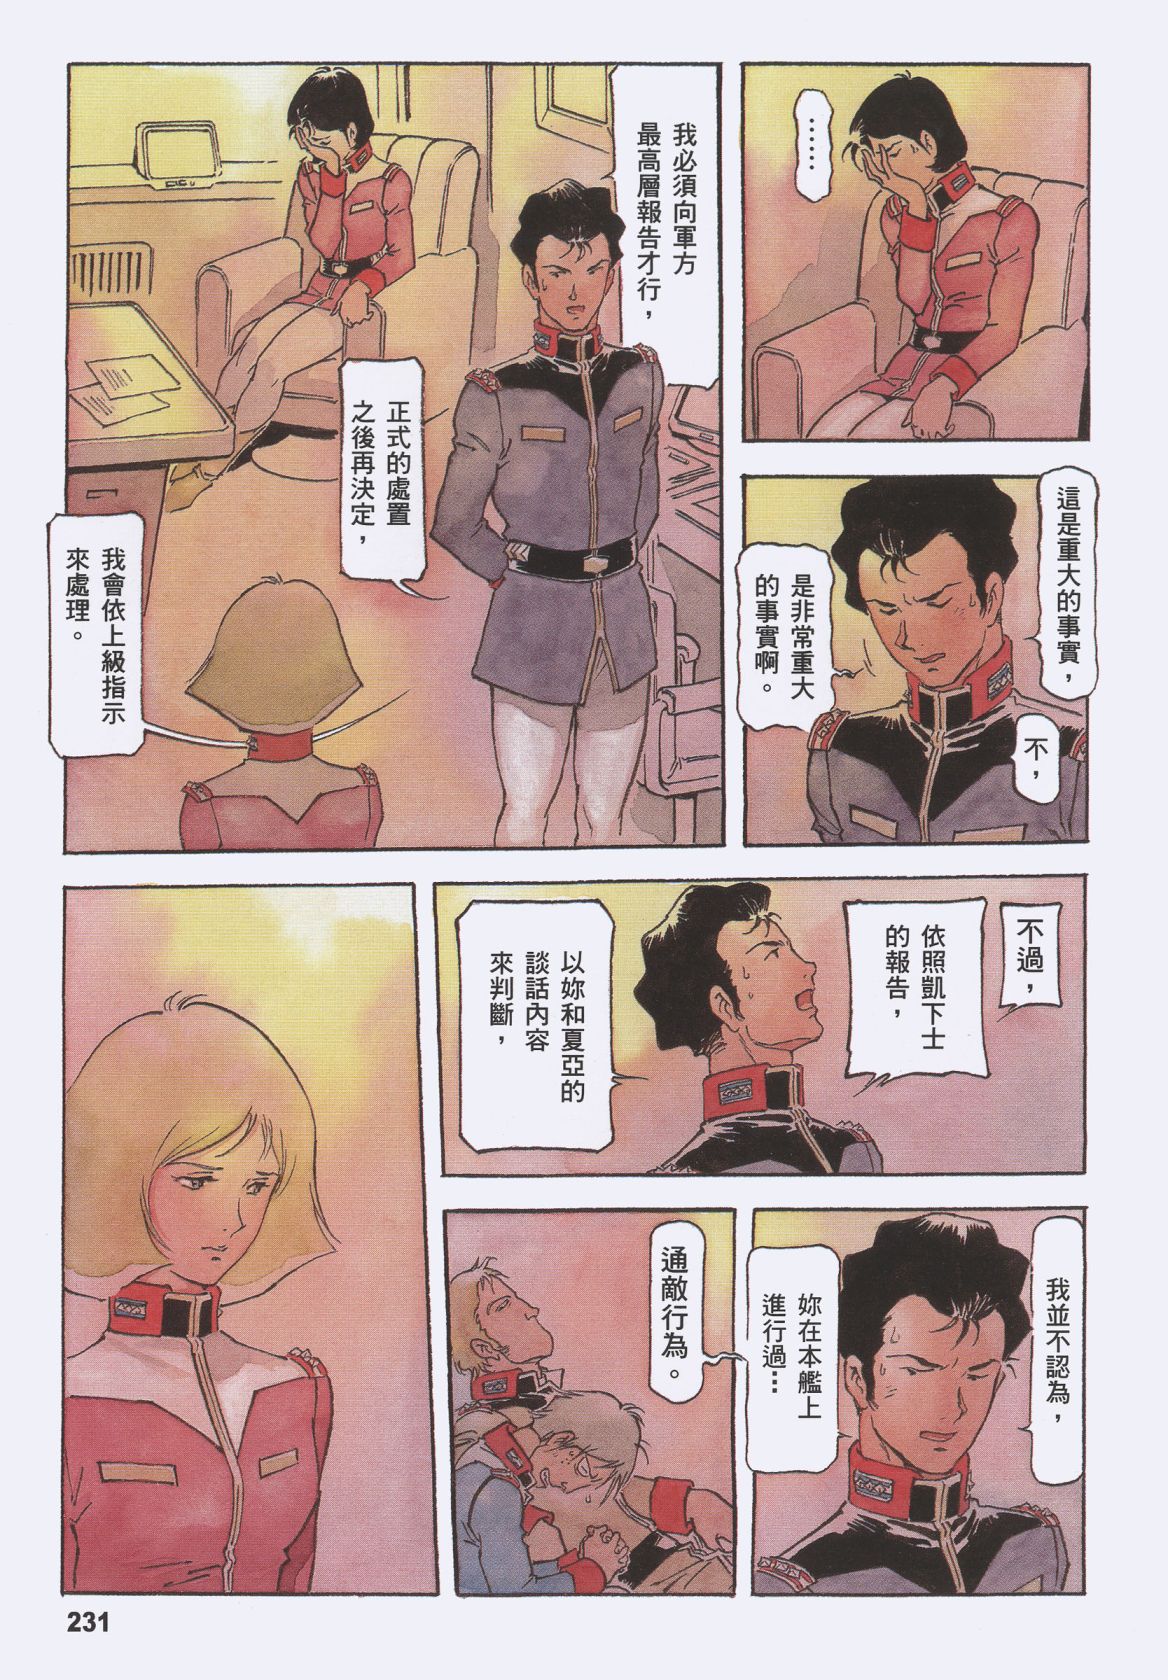 ……
這是重大的事實，
不，
是非常重大
的事實啊。
我必須向軍方
最高層報告才行，
正式的處置
之後再決定，
我會依上級指示
來處理。
不過，
依照凱下士
的報告，
以妳和夏亞的
談話內容
來判斷，
我並不認為，
妳在本艦上
進行過…
通敵行為。
231